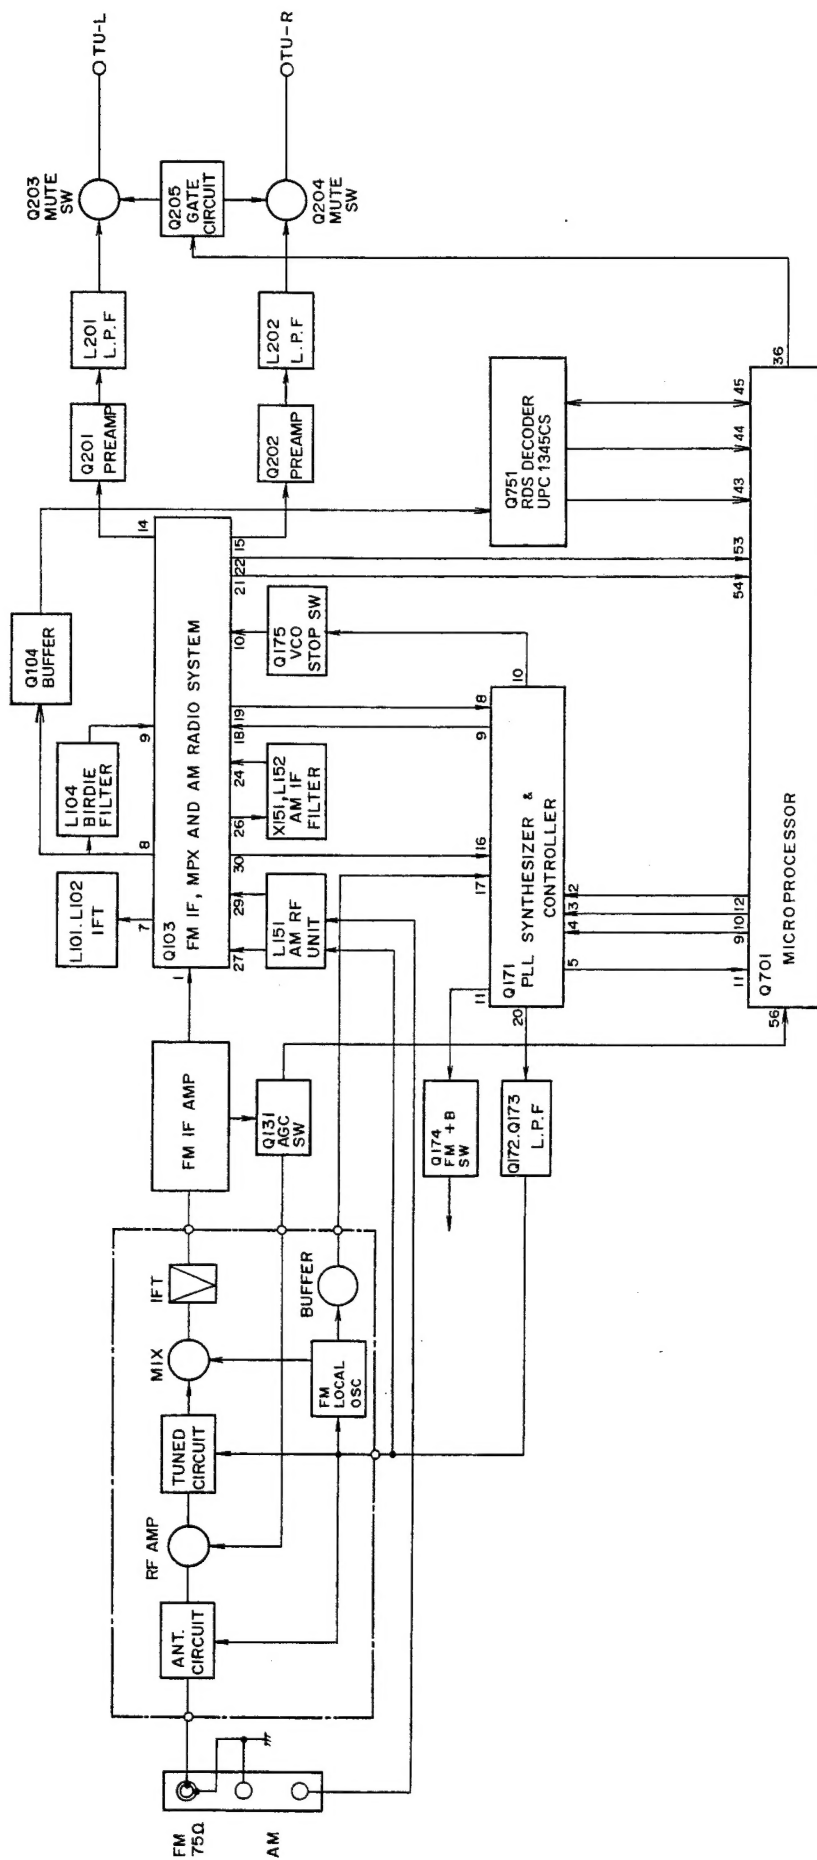 FM
75Ω
AM
ANT.
CIRCUIT
RF AMP
TUNED
CIRCUIT
MIX
IFT
FM
LOCAL
OSC
BUFFER
FM IF AMP
Q131
AGC
SW
Q174
FM +B
SW
Q172.Q173
L.P.F
L101.L102
IFT
L104
BIRDIE
FILTER
Q104
BUFFER
1
7
8
9
14
Q103
FM IF, MPX AND AM RADIO SYSTEM
27
29
30
26
24
18
19
10
21
22
15
L151
AM RF
UNIT
X151,L152
AM IF
FILTER
Q175
VCO
STOP SW
Q201
PREAMP
L201
L.P.F
Q203
MUTE
SW
TU-L
Q202
PREAMP
L202
L.P.F
Q204
MUTE
SW
TU-R
Q205
GATE
CIRCUIT
17
16
9
8
11
10
20
Q171
PLL SYNTHESIZER &
CONTROLLER
5
4
3
2
Q751
RDS DECODER
UPC 1345CS
56
11
9
10
12
54
53
43
44
45
36
Q701
MICROPROCESSOR